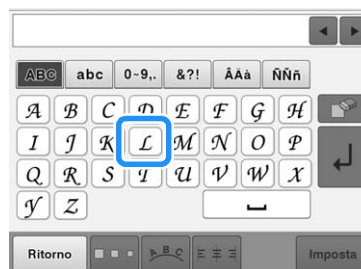 ABC abc 0~9,. &?! ÂÄà ÑÑñ
A B C D E F G H
I J K L M N O P
Q R S T U V W X
Y Z
Ritorno A B C Imposta